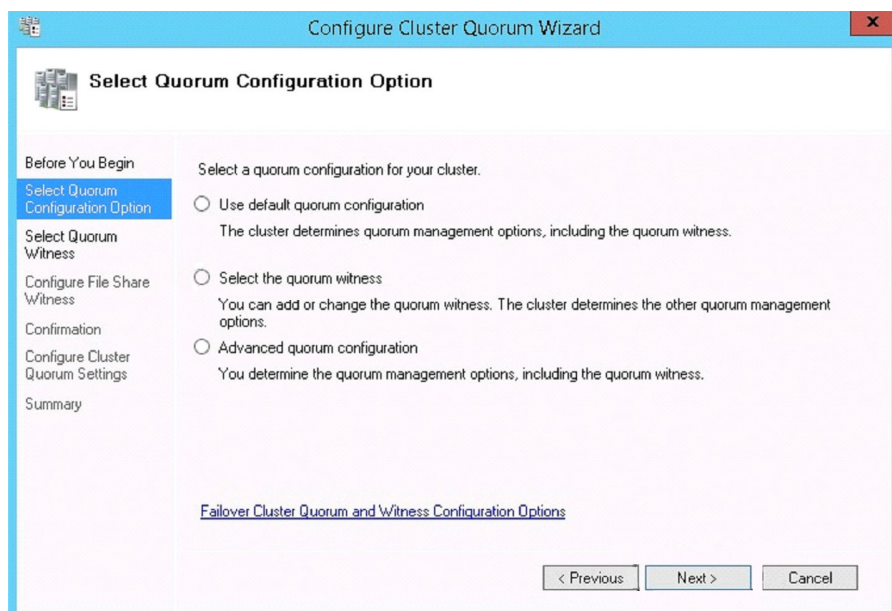 Configure Cluster Quorum Wizard
x
Select Quorum Configuration Option
Before You Begin
Select Quorum
Configuration Option
Select Quorum
Witness
Configure File Share
Witness
Confirmation
Configure Cluster
Quorum Settings
Summary
Select a quorum configuration for your cluster.
Use default quorum configuration
The cluster determines quorum management options, including the quorum witness.
Select the quorum witness
You can add or change the quorum witness. The cluster determines the other quorum management
options.
Advanced quorum configuration
You determine the quorum management options, including the quorum witness.
Failover Cluster Quorum and Witness Configuration Options
< Previous
Next >
Cancel